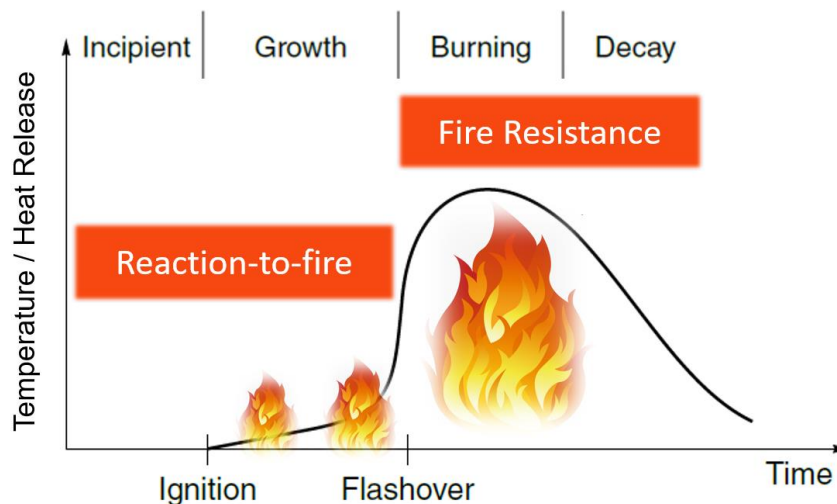 Incipient
Growth
Burning
Decay
Fire Resistance
Reaction-to-fire
Temperature / Heat Release
Time
Ignition
Flashover